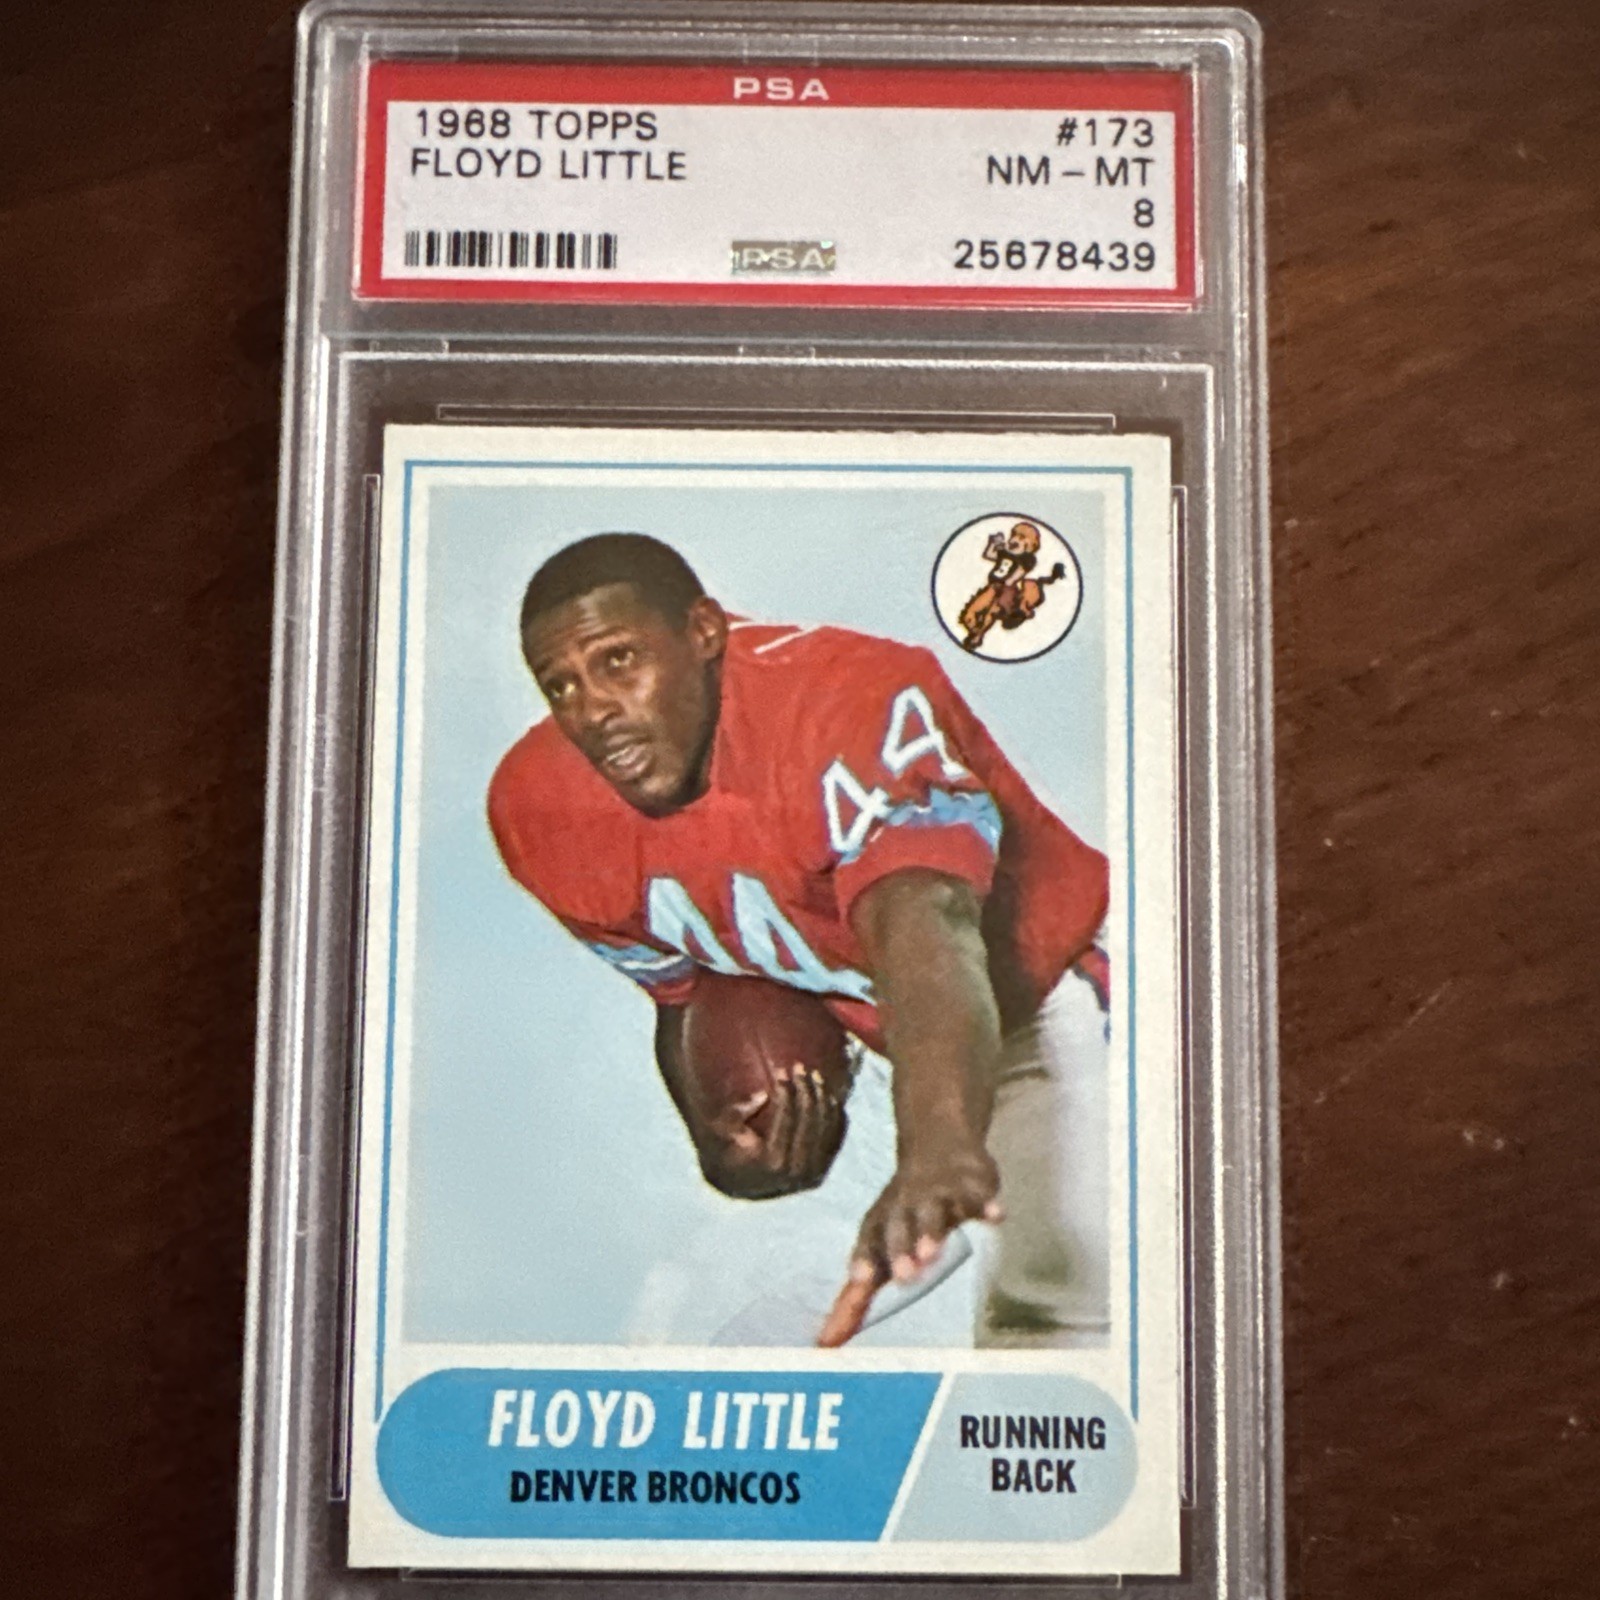 PSA
1968 TOPPS #173
FLOYD LITTLE NM-MT
8
PSA 25678439
44
44
FLOYD LITTLE
DENVER BRONCOS
RUNNING
BACK